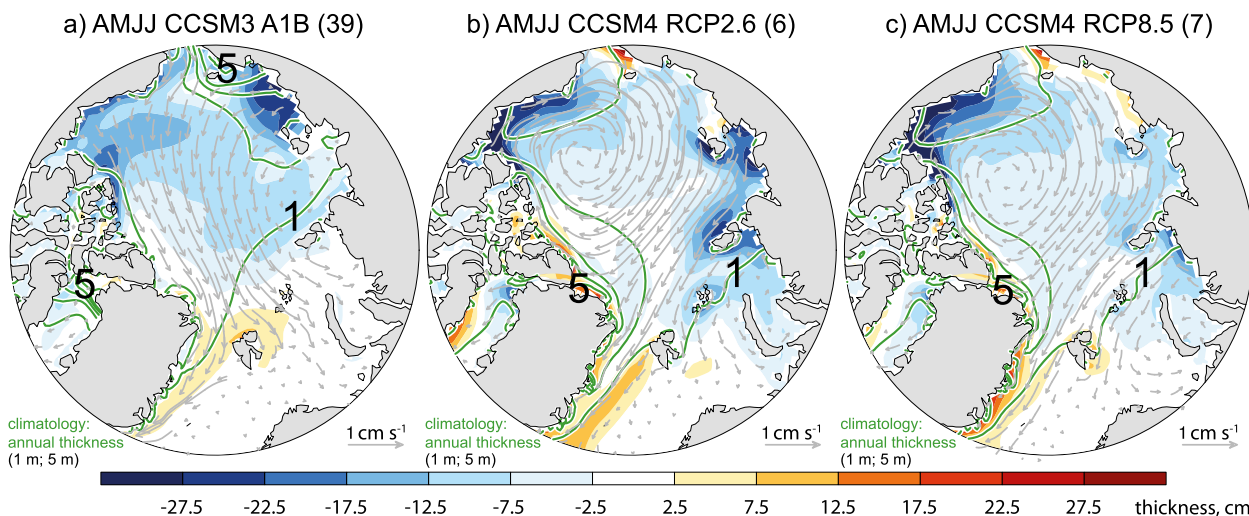 a) AMJJ CCSM3 A1B (39)
b) AMJJ CCSM4 RCP2.6 (6)
c) AMJJ CCSM4 RCP8.5 (7)
5
1
5
5
1
5
1
climatology:
annual thickness
(1 m; 5 m)
1 cm s-1
climatology:
annual thickness
(1 m; 5 m)
1 cm s-1
climatology:
annual thickness
(1 m; 5 m)
1 cm s-1
-27.5 -22.5 -17.5 -12.5 -7.5 -2.5 2.5 7.5 12.5 17.5 22.5 27.5 thickness, cm